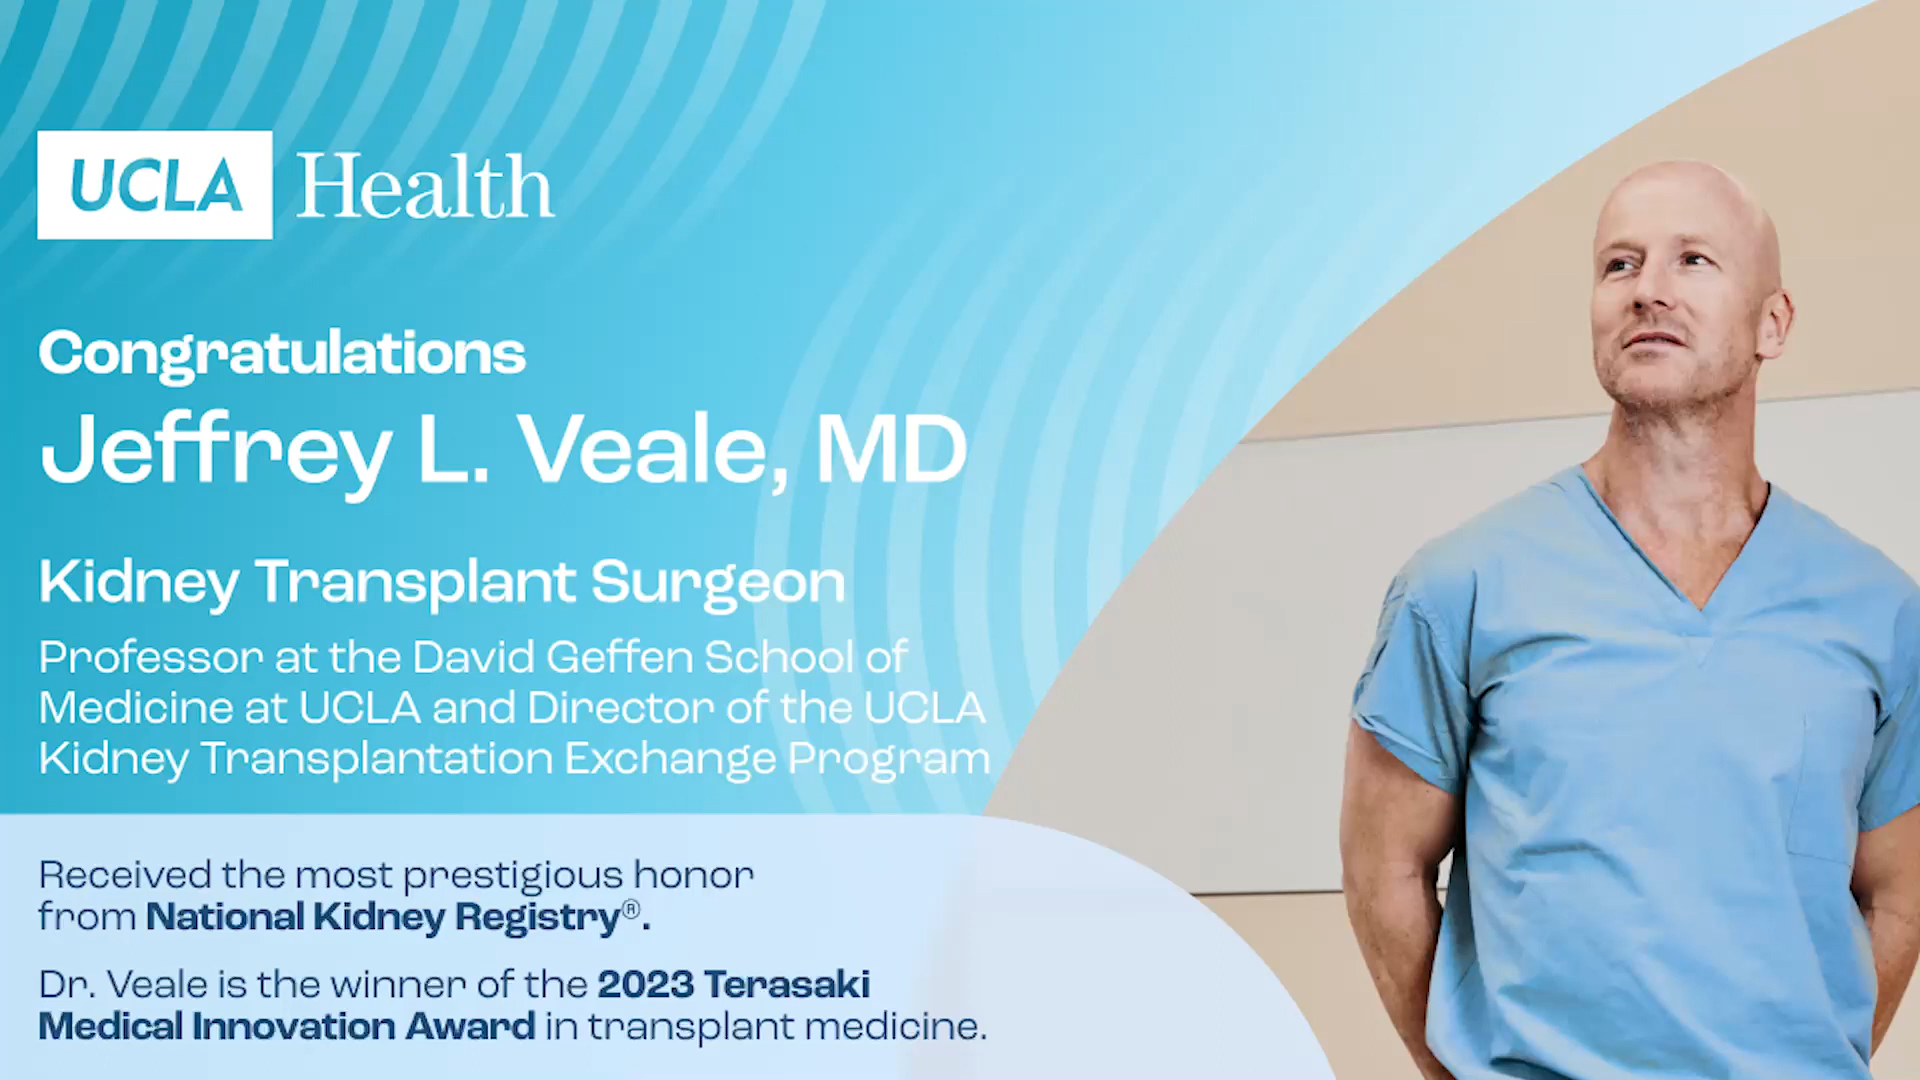 UCLA Health
Congratulations
Jeffrey L. Veale, MD
Kidney Transplant Surgeon
Professor at the David Geffen School of
Medicine at UCLA and Director of the UCLA
Kidney Transplantation Exchange Program
Received the most prestigious honor
from National Kidney Registry®.
Dr. Veale is the winner of the 2023 Terasaki
Medical Innovation Award in transplant medicine.